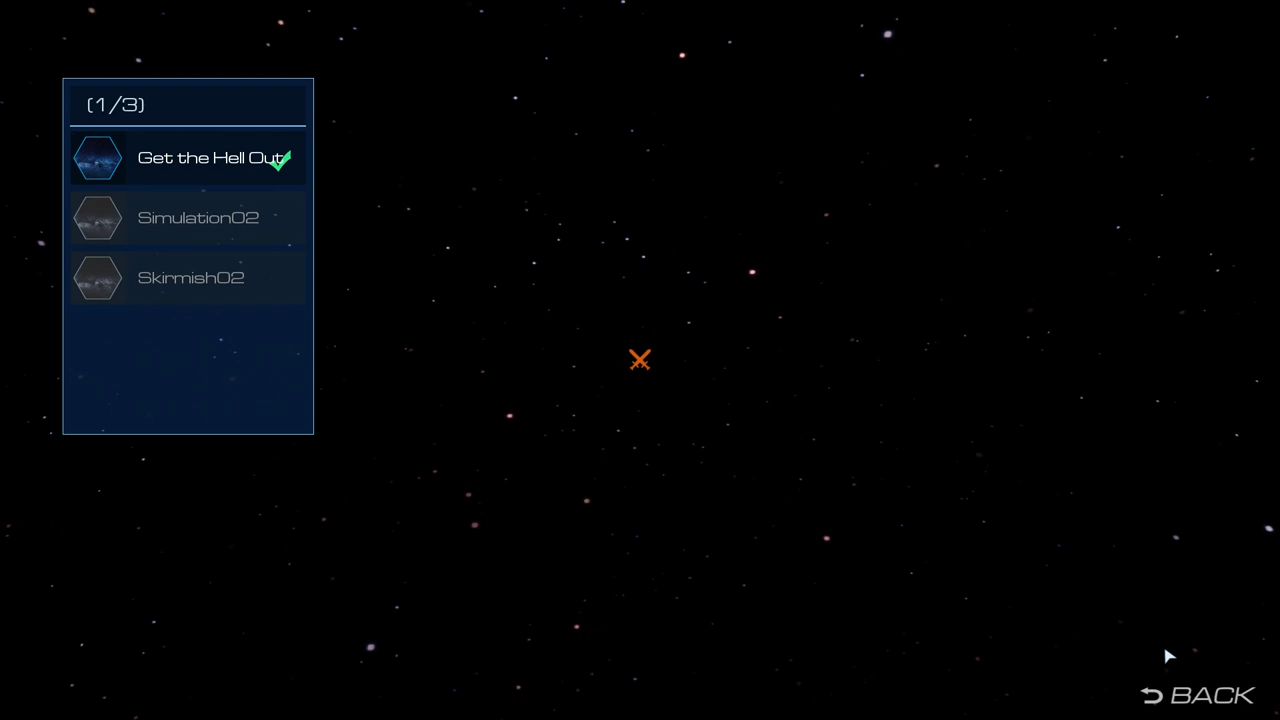 (1/3)
Get the Hell Out
Simulation02
Skirmish02
BACK